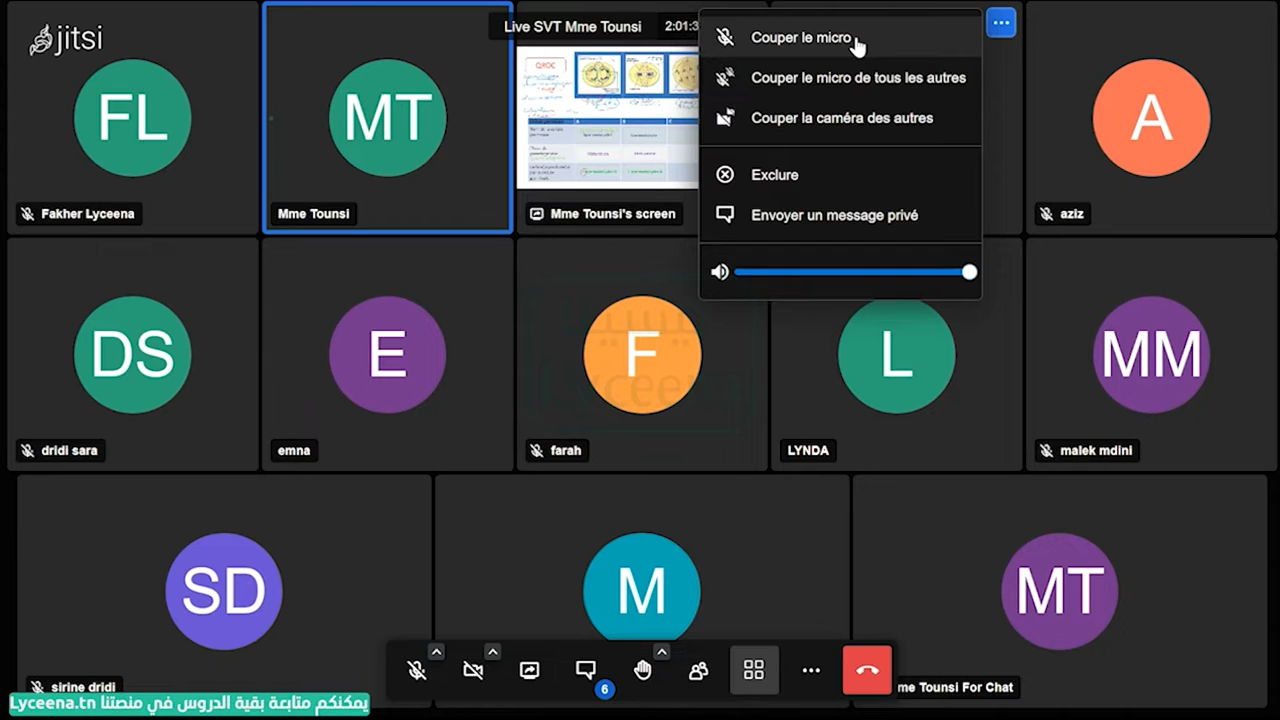 jitsi
Live SVT Mme Tounsi
2:01:3
FL
MT
A
QROC
Couper le micro
Couper le micro de tous les autres
Couper la caméra des autres
Exclure
Envoyer un message privé
Fakher Lyceena
Mme Tounsi
Mme Tounsi's screen
aziz
DS
E
F
L
MM
Lyceena
dridi sara
emna
farah
LYNDA
malek mdini
SD
M
MT
6
sirine dridi
me Tounsi For Chat
يمكنكم متابعة بقية الدروس في منصتنا Lyceena.tn